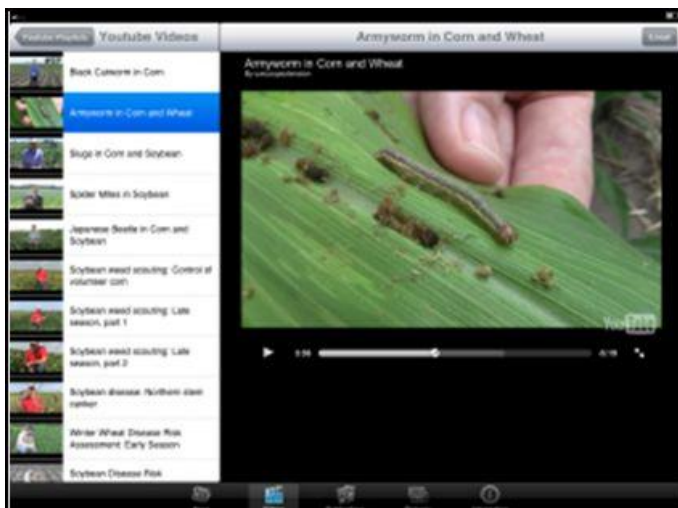 Youtube Playlists
Youtube Videos
Armyworm in Corn and Wheat
Email
Black Cutworm in Corn
Armyworm in Corn and Wheat
Slugs in Corn and Soybean
Spider Mites in Soybean
Japanese Beetle in Corn and
Soybean
Soybean weed scouting: Control of
volunteer corn
Soybean weed scouting: Late
season, part 1
Soybean weed scouting: Late
season, part 2
Soybean disease: Northern stem
canker
Winter Wheat Disease Risk
Assessment: Early Season
Soybean Disease Risk
Armyworm in Corn and Wheat
YouTube